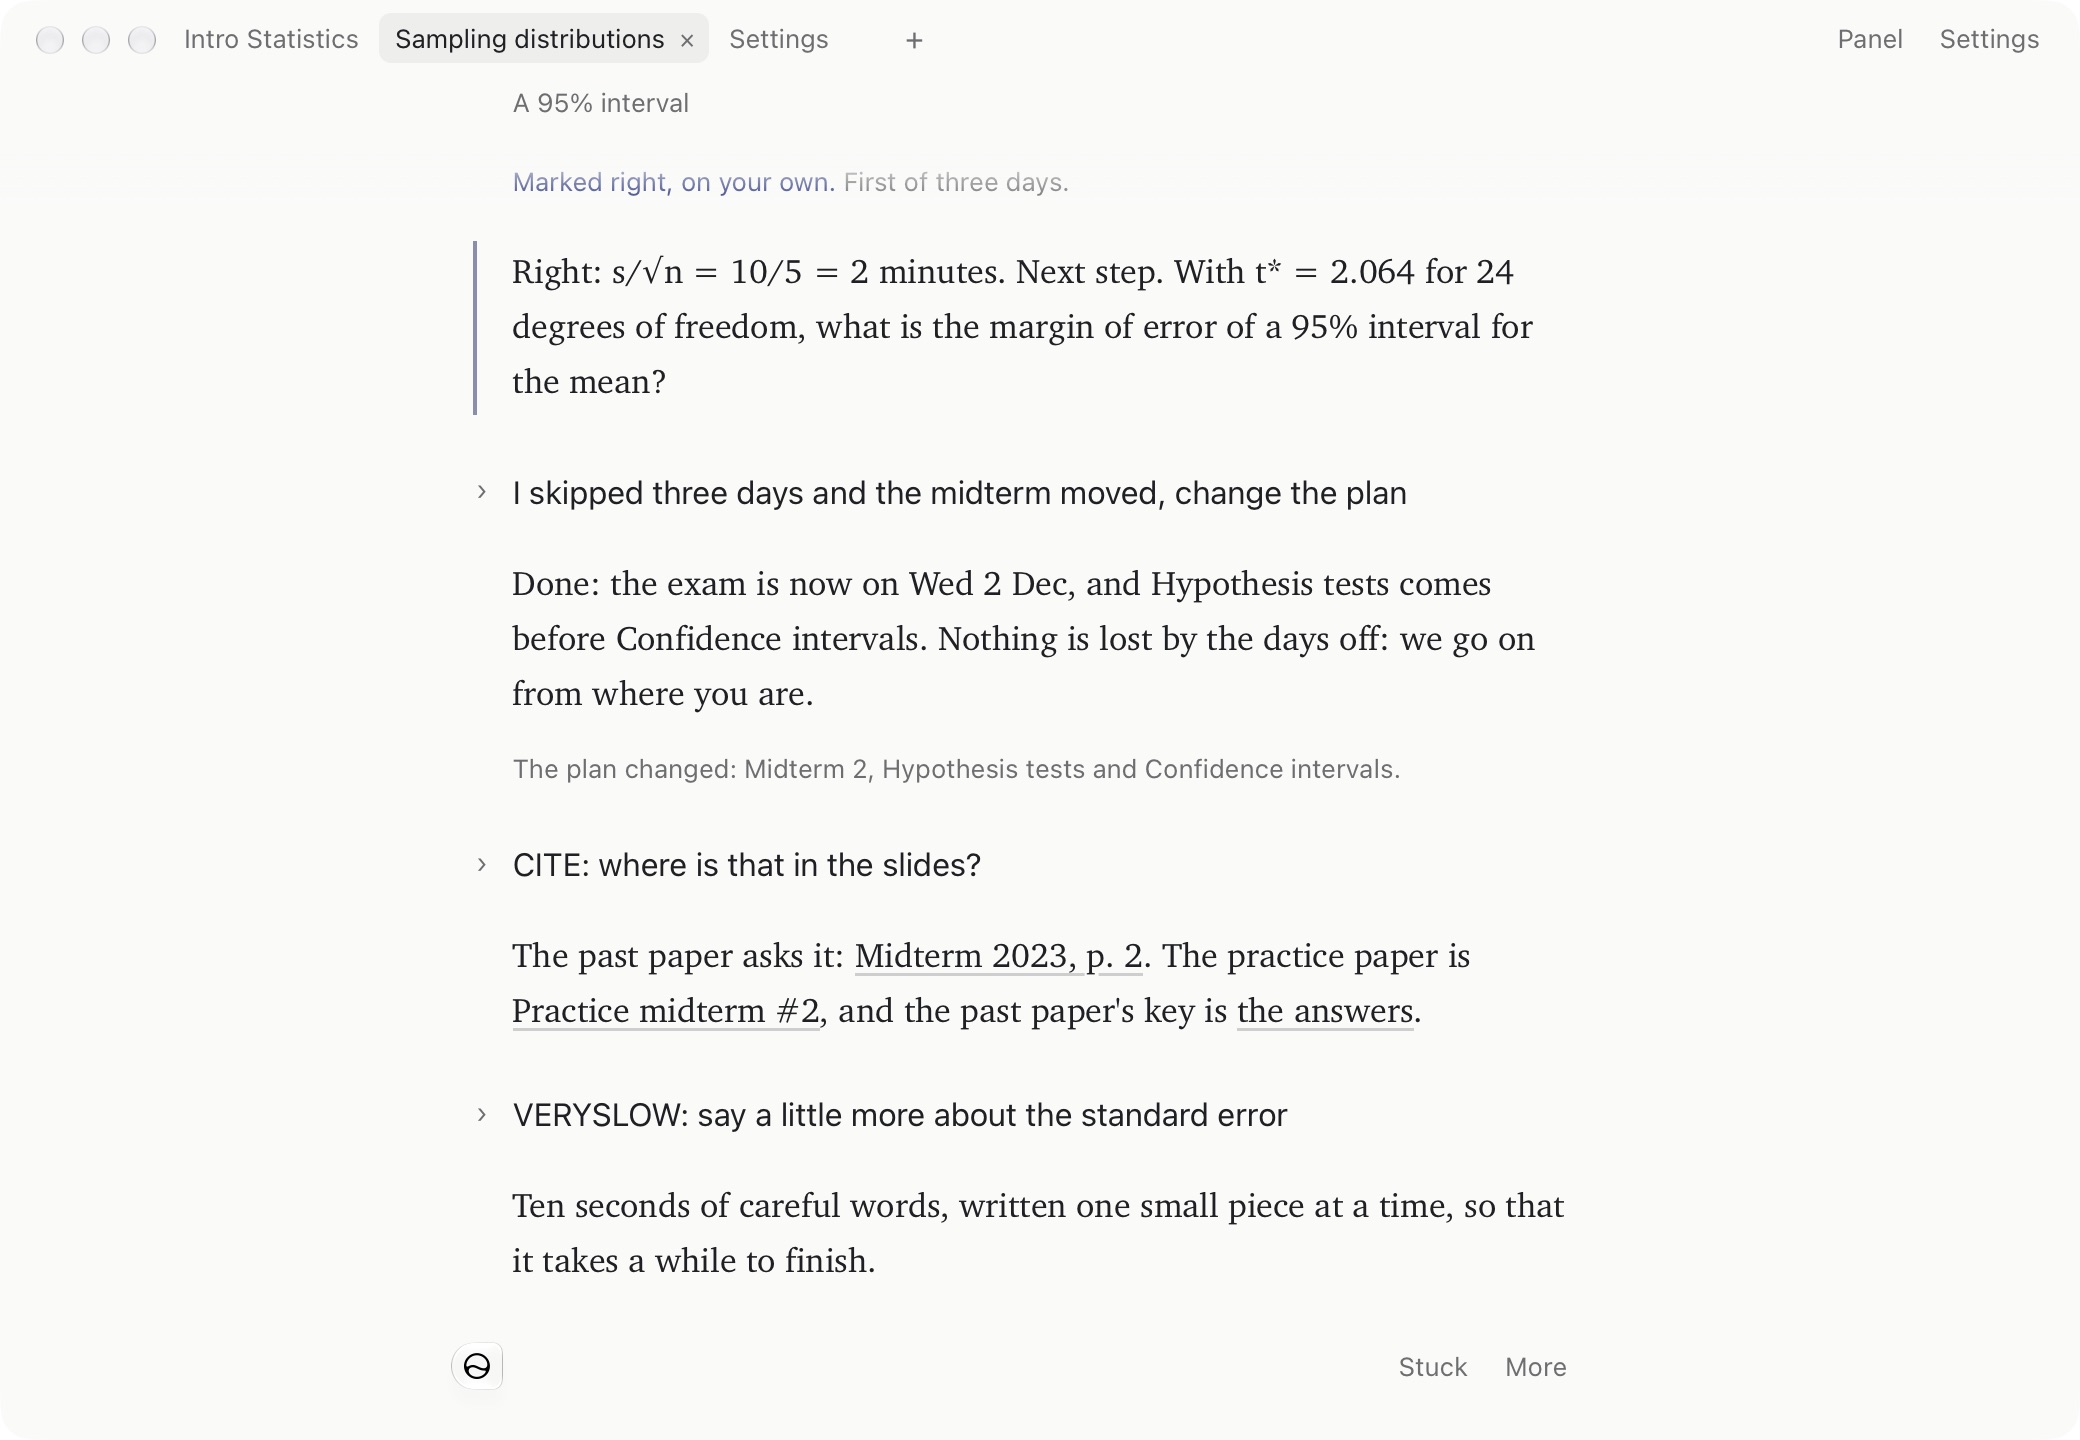 Intro Statistics
Sampling distributions ×
Settings
+
Panel
Settings
A 95% interval
Marked right, on your own. First of three days.
Right: s/√n = 10/5 = 2 minutes. Next step. With t* = 2.064 for 24
degrees of freedom, what is the margin of error of a 95% interval for
the mean?
› I skipped three days and the midterm moved, change the plan
Done: the exam is now on Wed 2 Dec, and Hypothesis tests comes
before Confidence intervals. Nothing is lost by the days off: we go on
from where you are.
The plan changed: Midterm 2, Hypothesis tests and Confidence intervals.
› CITE: where is that in the slides?
The past paper asks it: Midterm 2023, p. 2. The practice paper is
Practice midterm #2, and the past paper's key is the answers.
› VERYSLOW: say a little more about the standard error
Ten seconds of careful words, written one small piece at a time, so that
it takes a while to finish.
Stuck
More